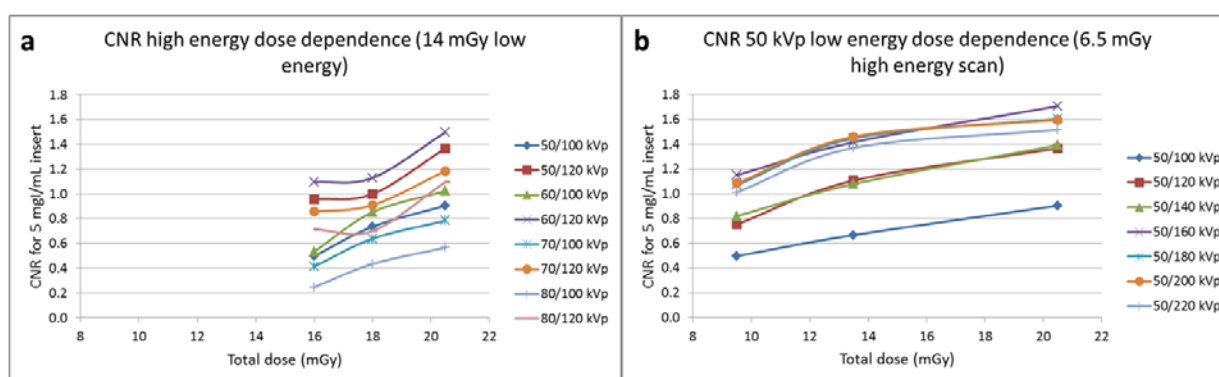 a
CNR high energy dose dependence (14 mGy low
energy)
CNR for 5 mgI/mL insert
1.8
1.6
1.4
1.2
1.0
0.8
0.6
0.4
0.2
0.0
8 10 12 14 16 18 20 22
Total dose (mGy)
50/100 kVp
50/120 kVp
60/100 kVp
60/120 kVp
70/100 kVp
70/120 kVp
80/100 kVp
80/120 kVp
b
CNR 50 kVp low energy dose dependence (6.5 mGy
high energy scan)
CNR for 5 mgI/mL insert
1.8
1.6
1.4
1.2
1.0
0.8
0.6
0.4
0.2
0.0
8 10 12 14 16 18 20 22
Total dose (mGy)
50/100 kVp
50/120 kVp
50/140 kVp
50/160 kVp
50/180 kVp
50/200 kVp
50/220 kVp